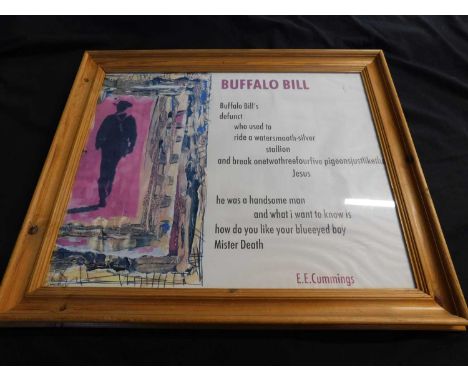 BUFFALO BILL
Buffalo Bill's
defunct
who used to
ride a watersmooth-silver
stallion
and break onetwothreefourfive pigeonsjustlikethat
Jesus
he was a handsome man
and what i want to know is
how do you like your blueeyed boy
Mister Death
E.E.Cummings